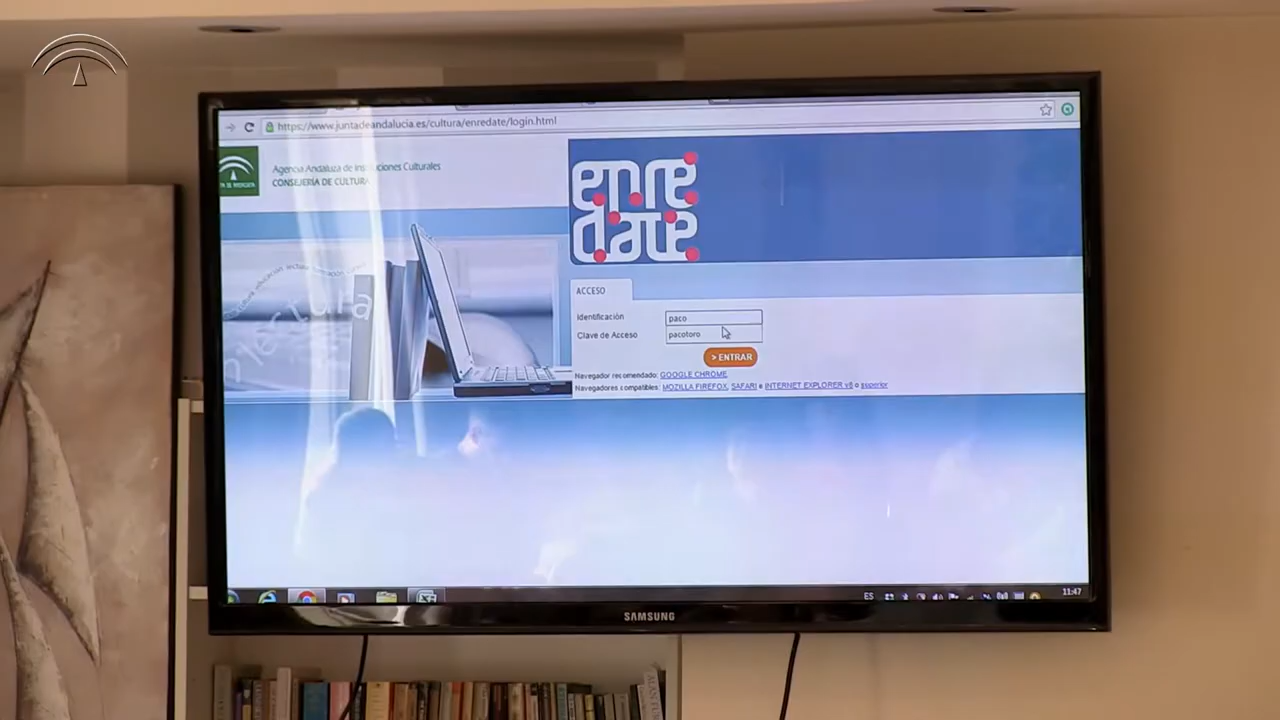 https://www.juntadeandalucia.es/cultura/enredate/login.html
Agencia Andaluza de Instituciones Culturales
CONSEJERÍA DE CULTURA
enre
date
ACCESO
Identificación
paco
Clave de Acceso
pacotoro
> ENTRAR
Navegador recomendado: GOOGLE CHROME
Navegadores compatibles: MOZILLA FIREFOX, SAFARI e INTERNET EXPLORER v8 o superior
ES
11:47
SAMSUNG